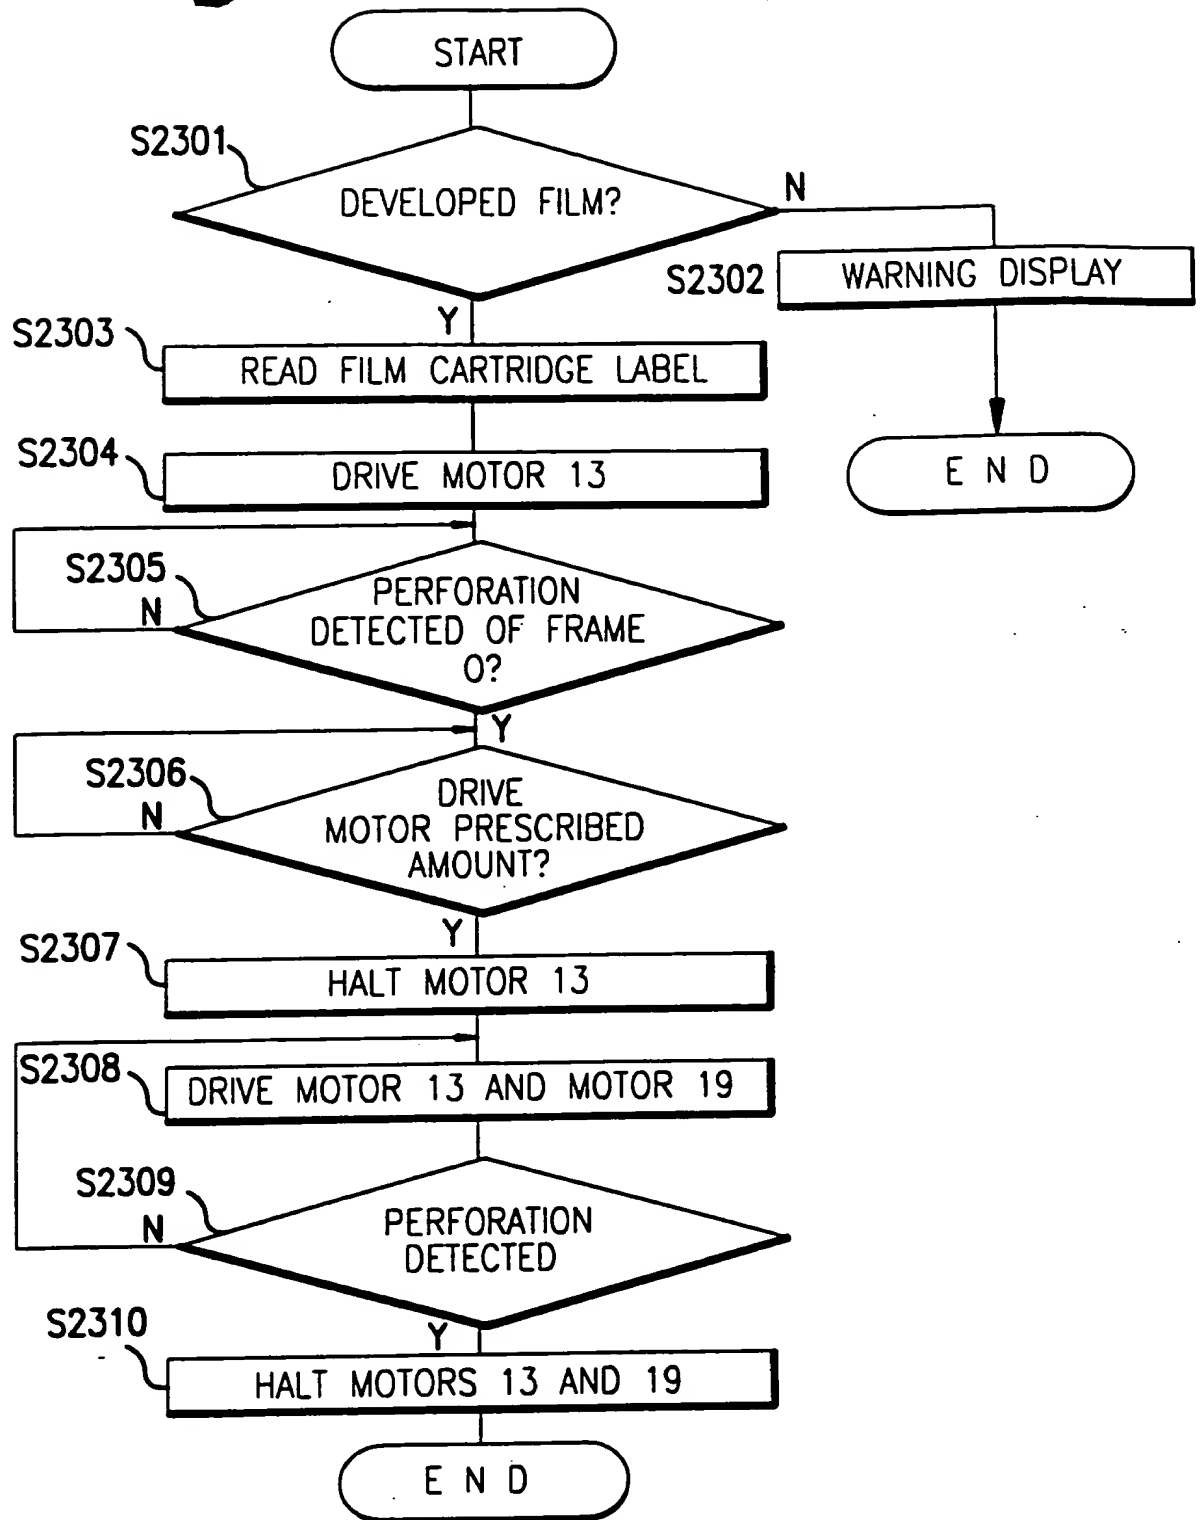 START
S2301
DEVELOPED FILM?
N
S2302
WARNING DISPLAY
Y
S2303
READ FILM CARTRIDGE LABEL
END
S2304
DRIVE MOTOR 13
S2305
N
PERFORATION
DETECTED OF FRAME
0?
Y
S2306
N
DRIVE
MOTOR PRESCRIBED
AMOUNT?
Y
S2307
HALT MOTOR 13
S2308
DRIVE MOTOR 13 AND MOTOR 19
S2309
N
PERFORATION
DETECTED
Y
S2310
HALT MOTORS 13 AND 19
END